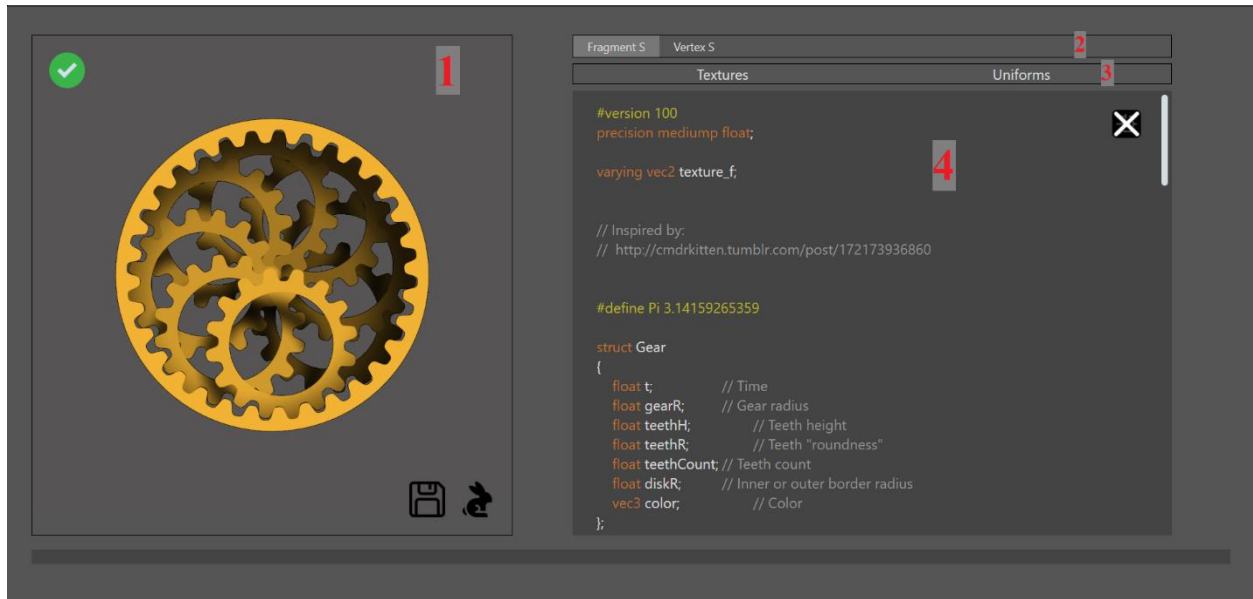 1
Fragment S Vertex S 2
Textures Uniforms 3
4
#version 100
precision mediump float;
varying vec2 texture_f;
// Inspired by:
// http://cmdrkitten.tumblr.com/post/172173936860
#define Pi 3.14159265359
struct Gear
{
float t; // Time
float gearR; // Gear radius
float teethH; // Teeth height
float teethR; // Teeth "roundness"
float teethCount; // Teeth count
float diskR; // Inner or outer border radius
vec3 color; // Color
};